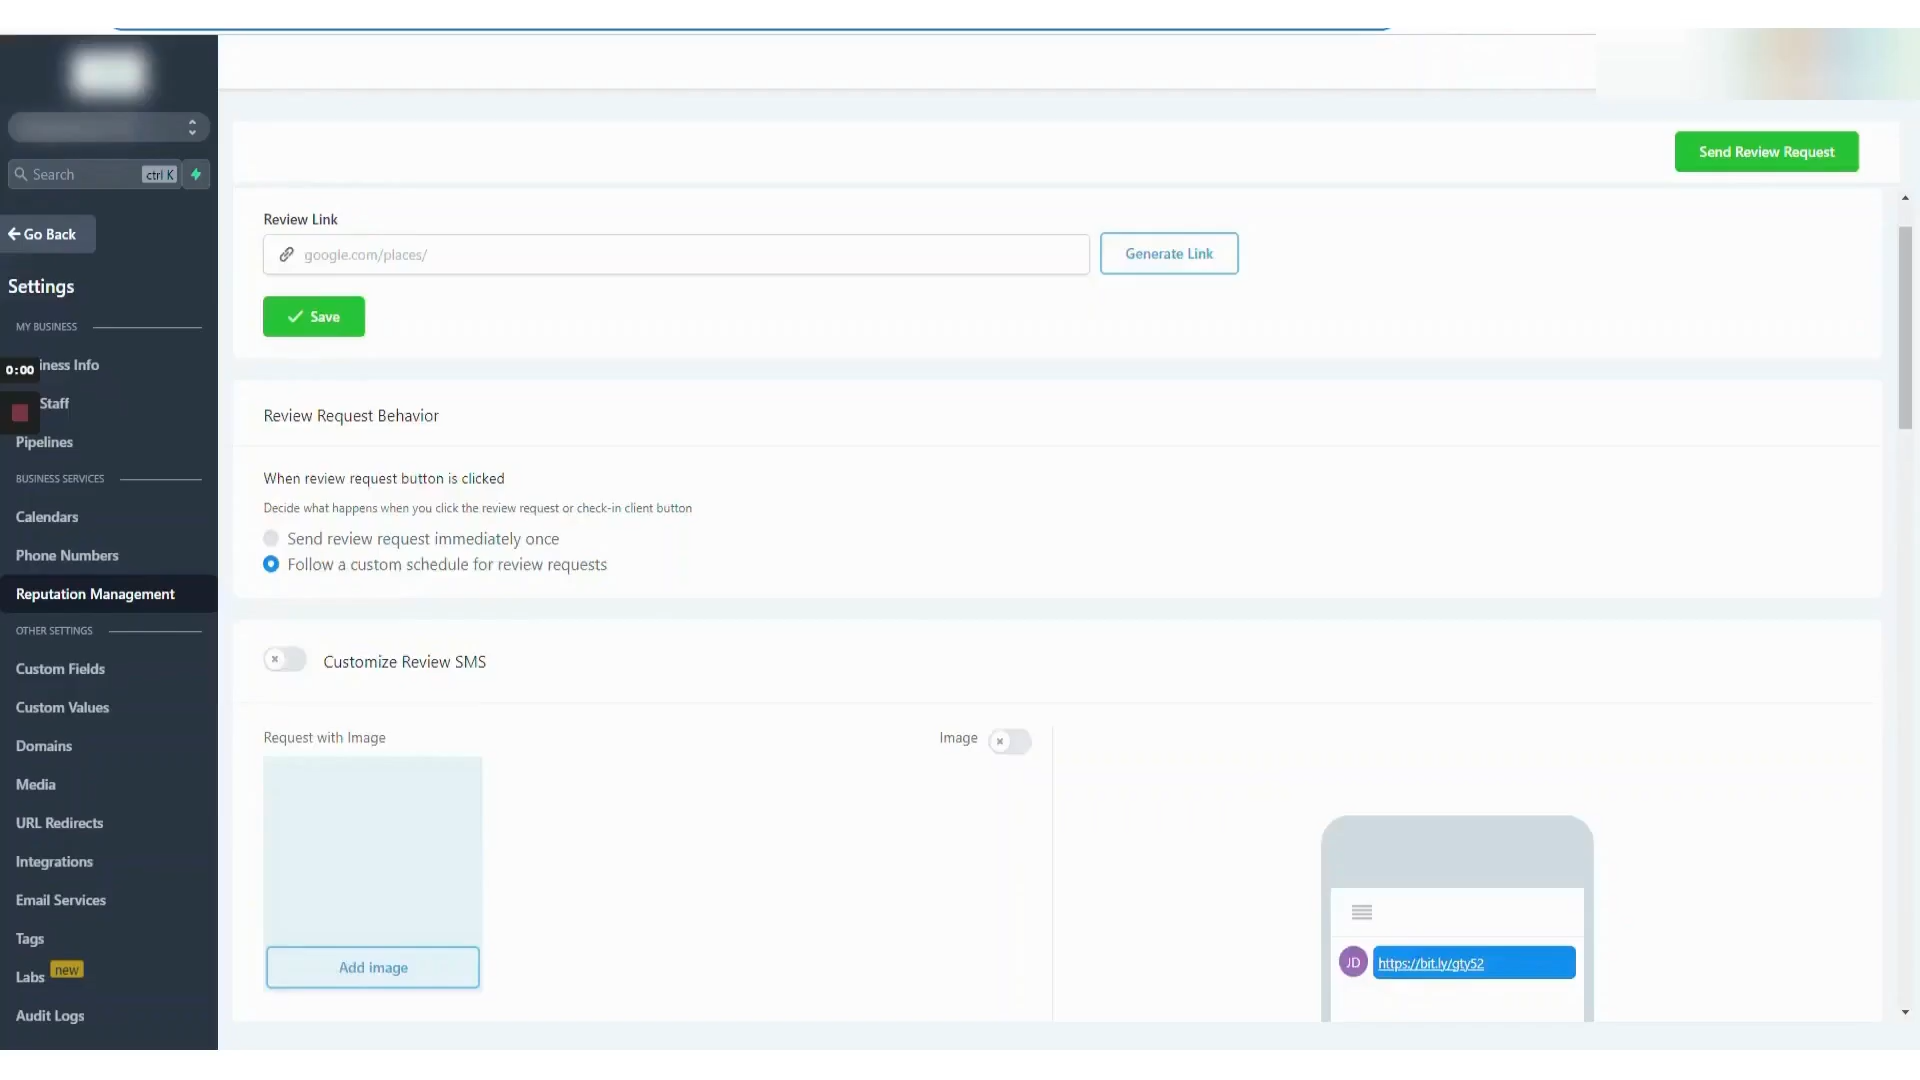 Search
ctrl K
Go Back
Settings
MY BUSINESS
iness Info
0:00
Staff
Pipelines
BUSINESS SERVICES
Calendars
Phone Numbers
Reputation Management
OTHER SETTINGS
Custom Fields
Custom Values
Domains
Media
URL Redirects
Integrations
Email Services
Tags
Labs new
Audit Logs
Send Review Request
Review Link
google.com/places/
Generate Link
Save
Review Request Behavior
When review request button is clicked
Decide what happens when you click the review request or check-in client button
Send review request immediately once
Follow a custom schedule for review requests
Customize Review SMS
Request with Image
Image
Add image
JD
https://bit.ly/gty52